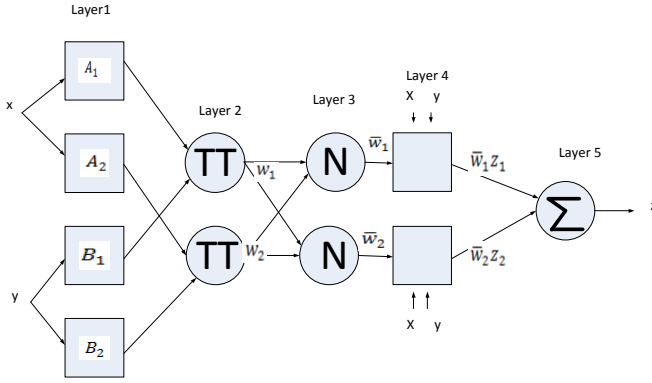 Layer1
Layer 2
Layer 3
Layer 4
Layer 5
x
y
A₁
A₂
B₁
B₂
TT
TT
w₁
W₂
N
N
w̅₁
w̅₂
X y
X y
w̅₁z₁
w̅₂z₂
Σ
z